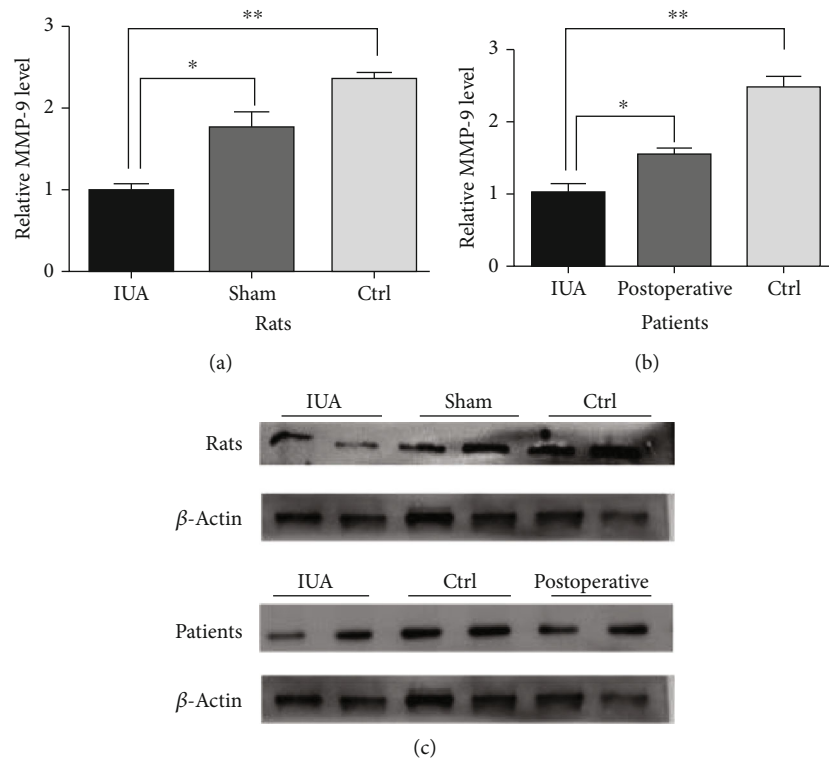 3
2
1
0
Relative MMP-9 level
**
*
IUA
Sham
Ctrl
Rats
(a)
3
2
1
0
Relative MMP-9 level
**
*
IUA
Postoperative
Ctrl
Patients
(b)
IUA Sham Ctrl
Rats
β-Actin
IUA Ctrl Postoperative
Patients
β-Actin
(c)